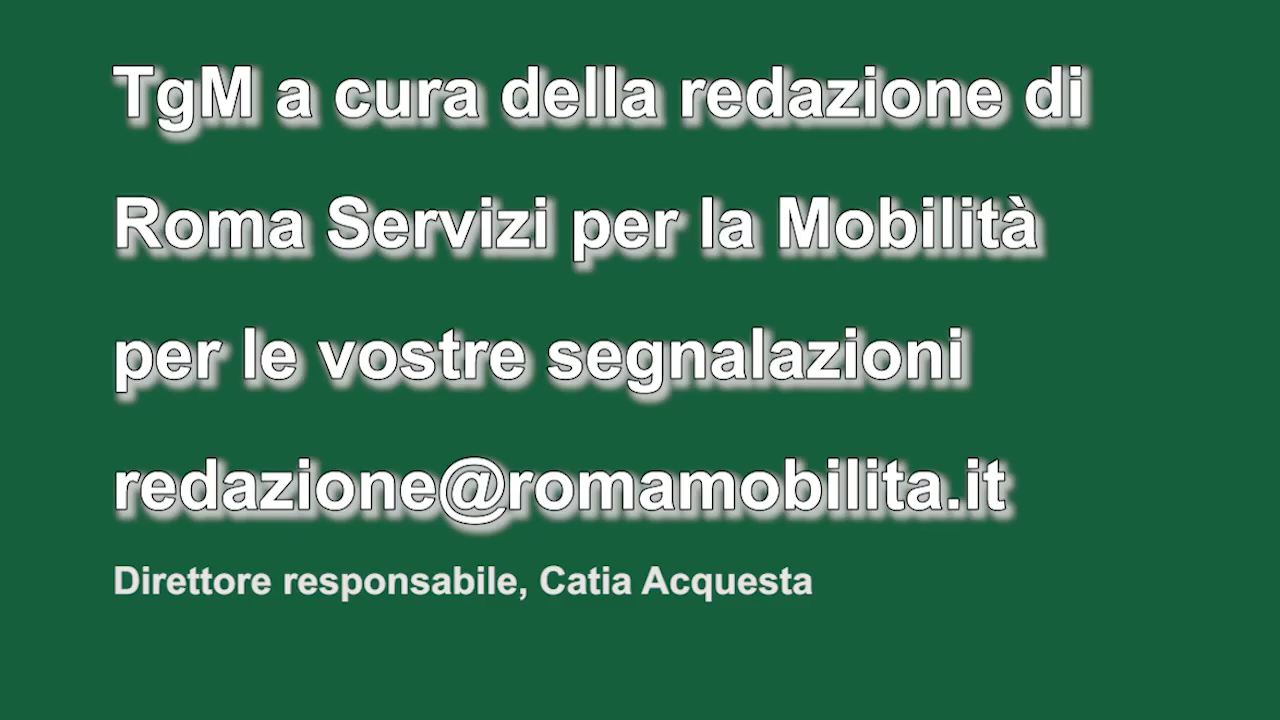 TgM a cura della redazione di
Roma Servizi per la Mobilità
per le vostre segnalazioni
redazione@romamobilita.it
Direttore responsabile, Catia Acquesta